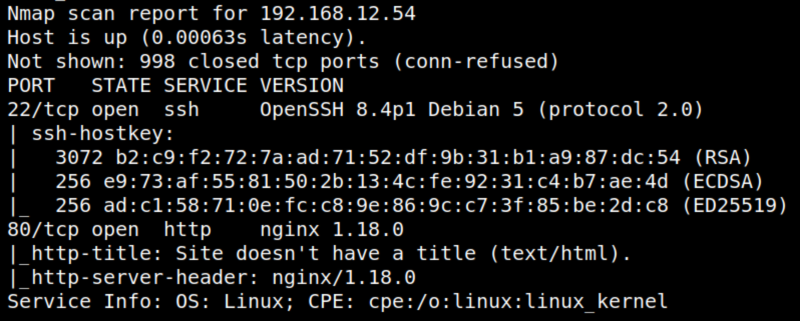 Nmap scan report for 192.168.12.54
Host is up (0.00063s latency).
Not shown: 998 closed tcp ports (conn-refused)
PORT   STATE SERVICE VERSION
22/tcp open  ssh     OpenSSH 8.4p1 Debian 5 (protocol 2.0)
| ssh-hostkey:
|   3072 b2:c9:f2:72:7a:ad:71:52:df:9b:31:b1:a9:87:dc:54 (RSA)
|   256 e9:73:af:55:81:50:2b:13:4c:fe:92:31:c4:b7:ae:4d (ECDSA)
|_  256 ad:c1:58:71:0e:fc:c8:9e:86:9c:c7:3f:85:be:2d:c8 (ED25519)
80/tcp open  http    nginx 1.18.0
|_http-title: Site doesn't have a title (text/html).
|_http-server-header: nginx/1.18.0
Service Info: OS: Linux; CPE: cpe:/o:linux:linux_kernel